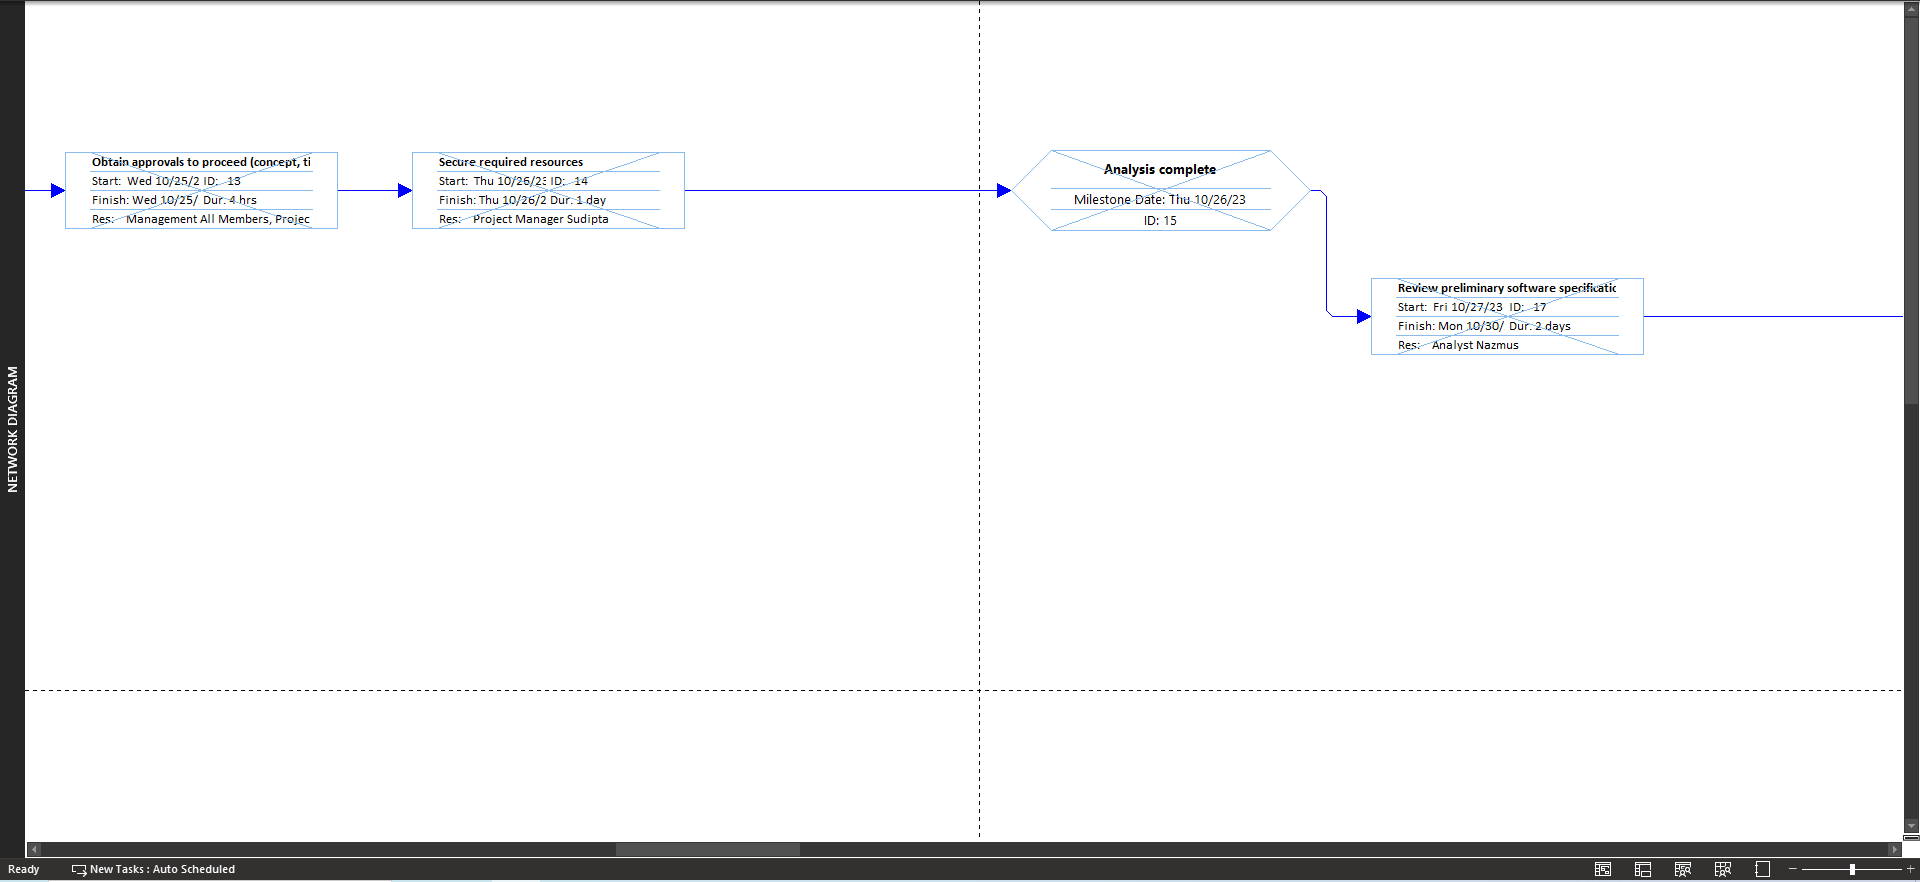 Obtain approvals to proceed (concept, ti
Start: Wed 10/25/2 ID: 13
Finish: Wed 10/25/ Dur: 4 hrs
Res: Management All Members, Projec
Secure required resources
Start: Thu 10/26/23 ID: 14
Finish: Thu 10/26/2 Dur: 1 day
Res: Project Manager Sudipta
Analysis complete
Milestone Date: Thu 10/26/23
ID: 15
Review preliminary software specificatic
Start: Fri 10/27/23 ID: 17
Finish: Mon 10/30/ Dur: 2 days
Res: Analyst Nazmus
NETWORK DIAGRAM
Ready
New Tasks : Auto Scheduled